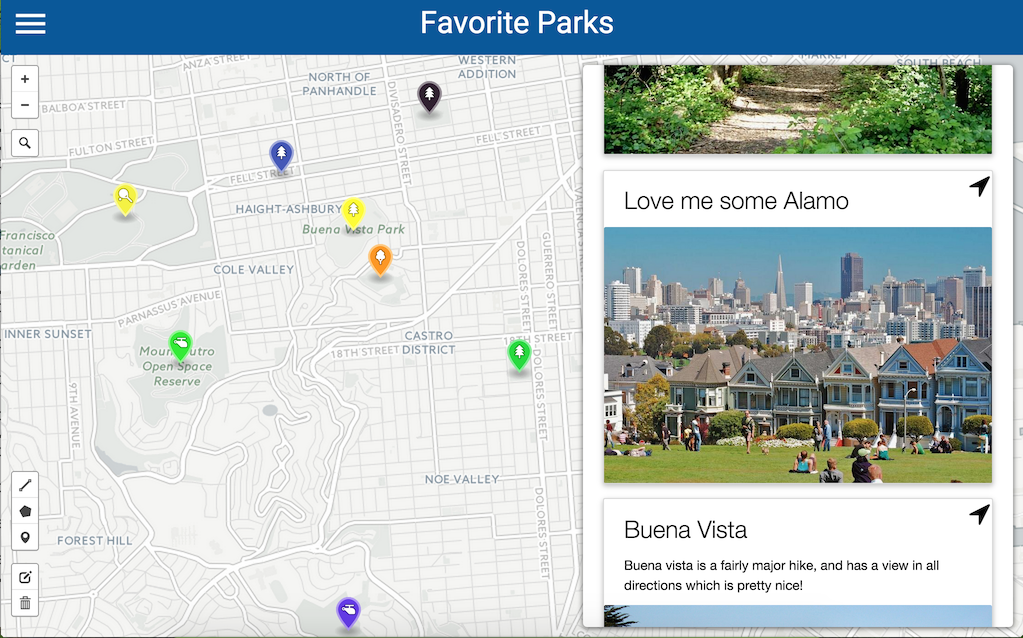 Favorite Parks
ANZA STREET
WESTERN
ADDITION
MARKET
SOUTH BEACH
NORTH OF
PANHANDLE
BALBOA STREET
DIVISADERO STREET
FULTON STREET
FELL STREET
FELL STREET
HAIGHT-ASHBURY
Buena Vista Park
Francisco
tanical
arden
COLE VALLEY
DOLORES STREET
GUERRERO STREET
VALENCIA STREET
PARNASSUS AVENUE
INNER SUNSET
Mount Sutro
Open Space
Reserve
CASTRO
DISTRICT
18TH STREET
18TH STREET
DOLORES STREET
9TH AVENUE
NOE VALLEY
DOLORES STREET
FOREST HILL
Love me some Alamo
Buena Vista
Buena vista is a fairly major hike, and has a view in all
directions which is pretty nice!